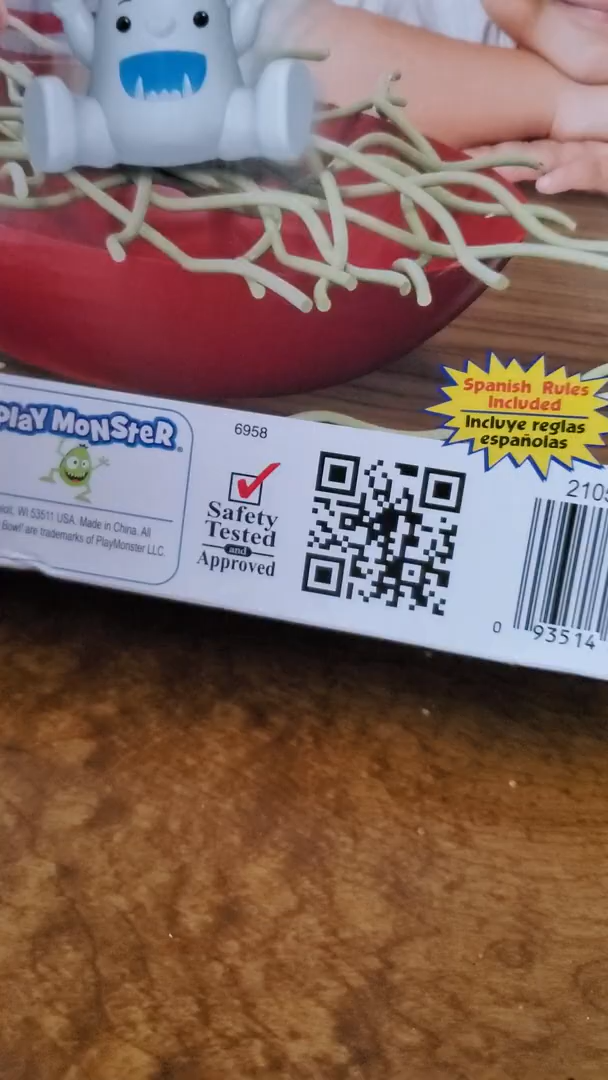 PLAY MONSTER®
WI 53511 USA. Made in China. All
Bowl' are trademarks of PlayMonster LLC.
6958
Safety
Tested
and
Approved
Spanish Rules
Included
Incluye reglas
españolas
210
0 93514